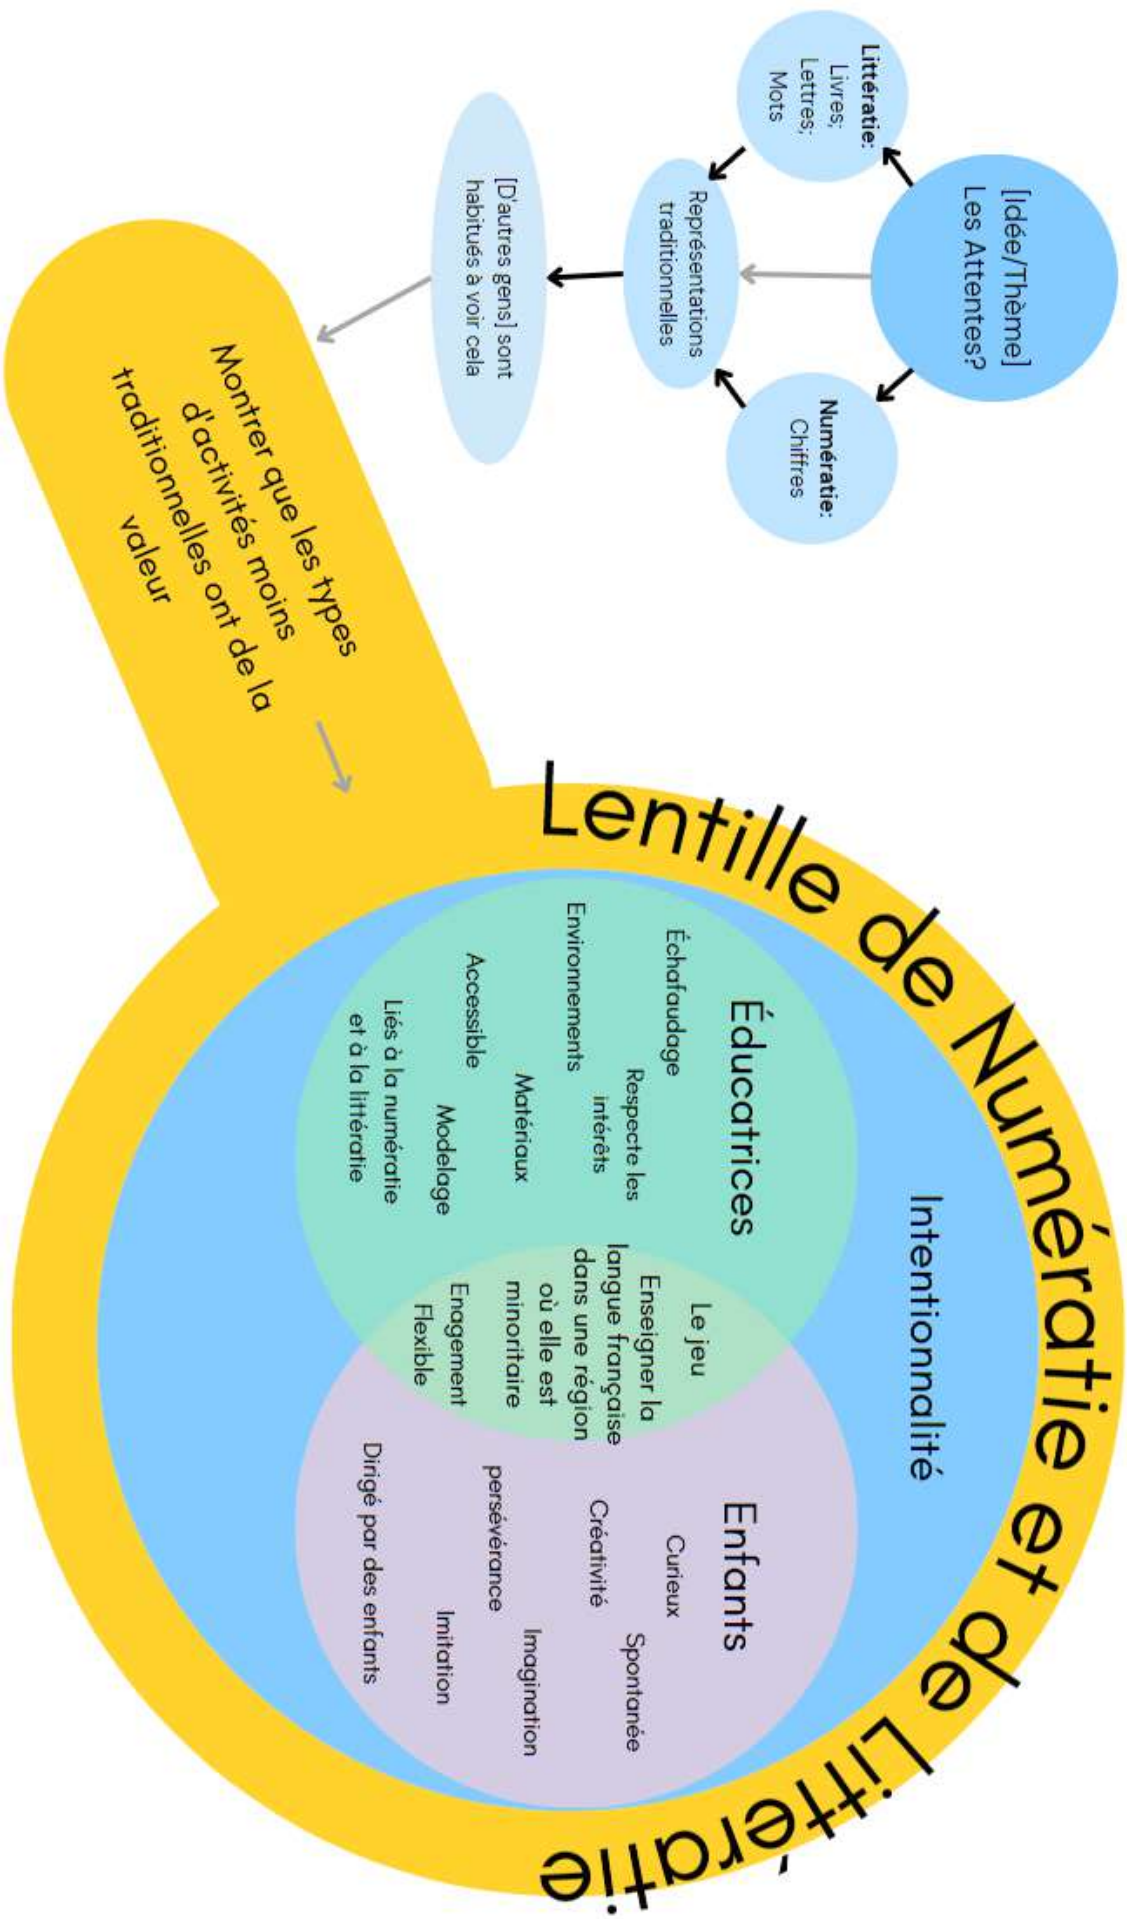 [Idée/Thème]
Les Attentes?
Littératie:
Livres;
Lettres;
Mots
Numératie:
Chiffres
Représentations
traditionnelles
[D'autres gens] sont
habitués à voir cela
Montrer que les types
d'activités moins
traditionnelles ont de la
valeur
Lentille de Numératie et de Littératie
Intentionnalité
Éducatrices
Échafaudage
Respecte les
intérêts
Environnements
Matériaux
Accessible
Modelage
Liés à la numératie
et à la littératie
Le jeu
Enseigner la
langue française
dans une région
où elle est
minoritaire
Enagement
Flexible
Enfants
Curieux
Spontanée
Créativité
Imagination
persévérance
Imitation
Dirigé par des enfants